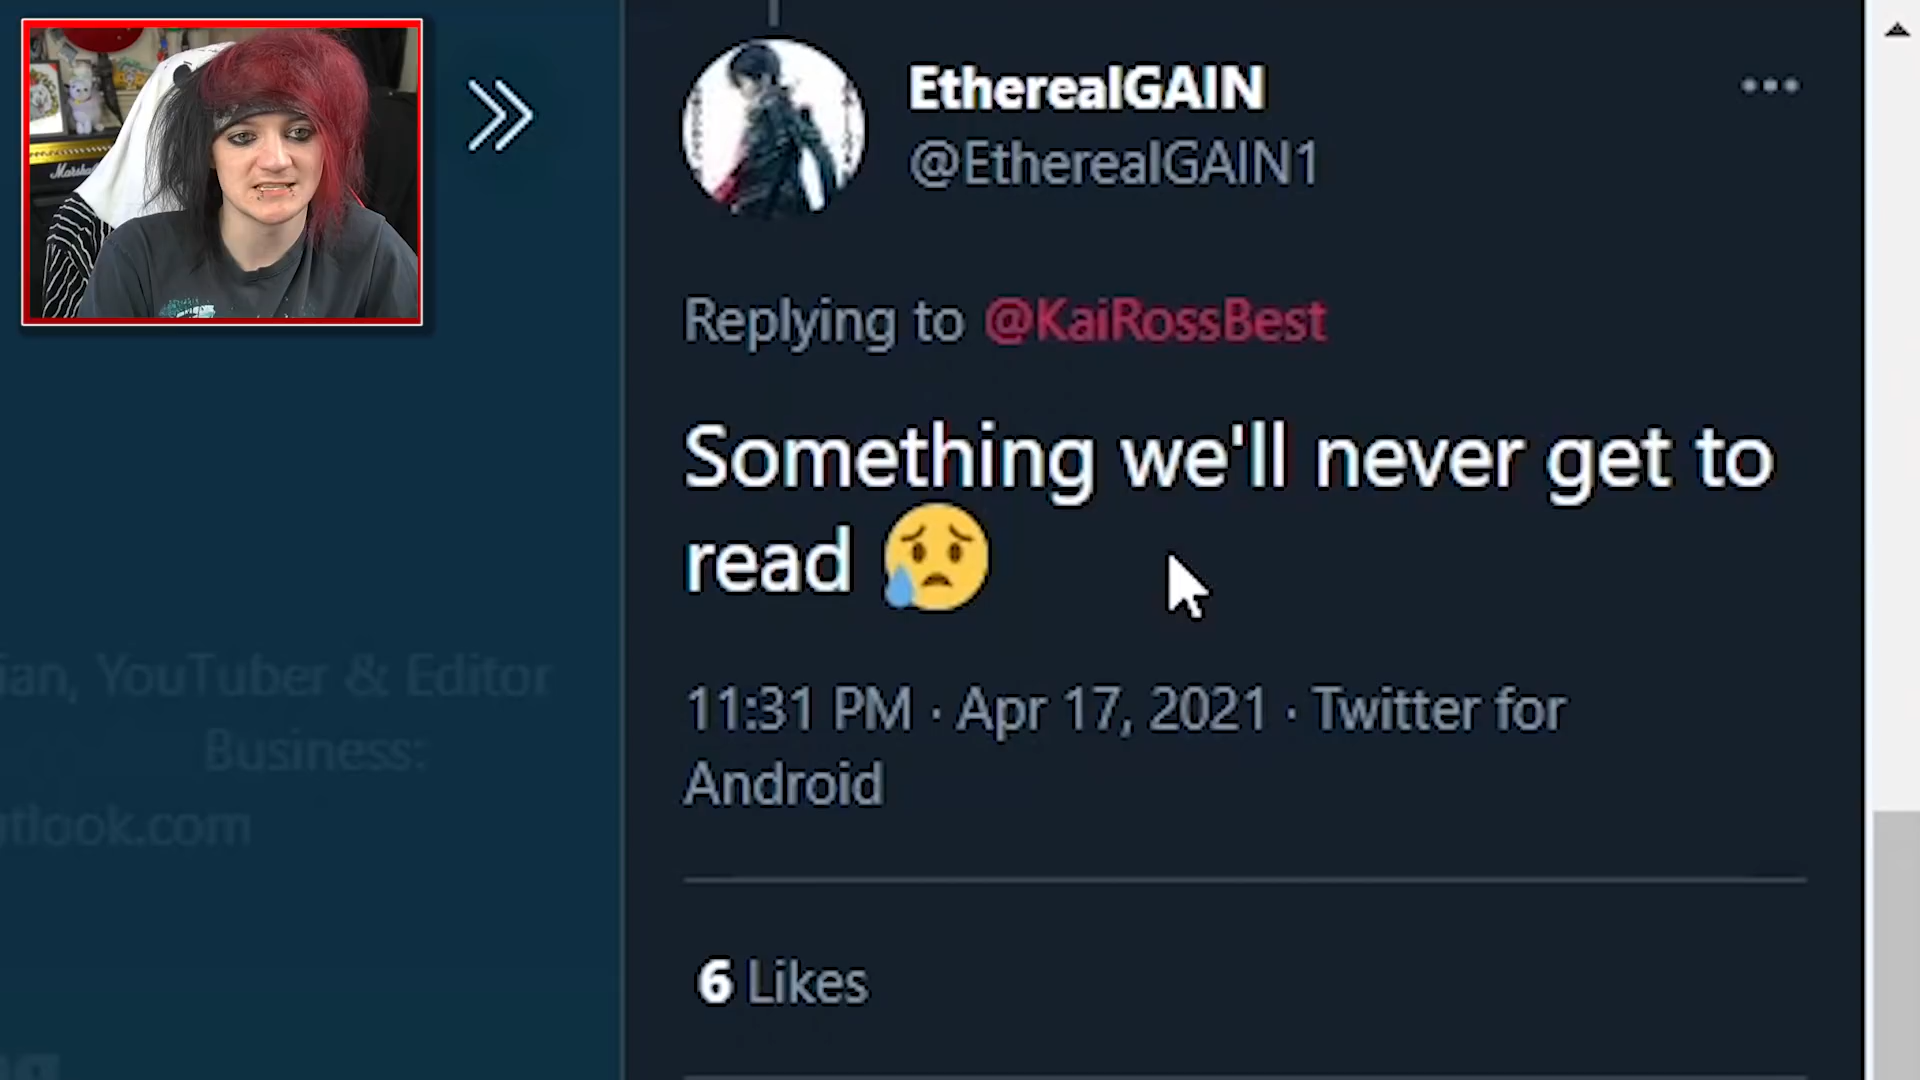 EtherealGAIN
@EtherealGAIN1
Replying to @KaiRossBest
Something we'll never get to
read
11:31 PM · Apr 17, 2021 · Twitter for
Android
6 Likes
ian, YouTuber & Editor
Business:
tlook.com